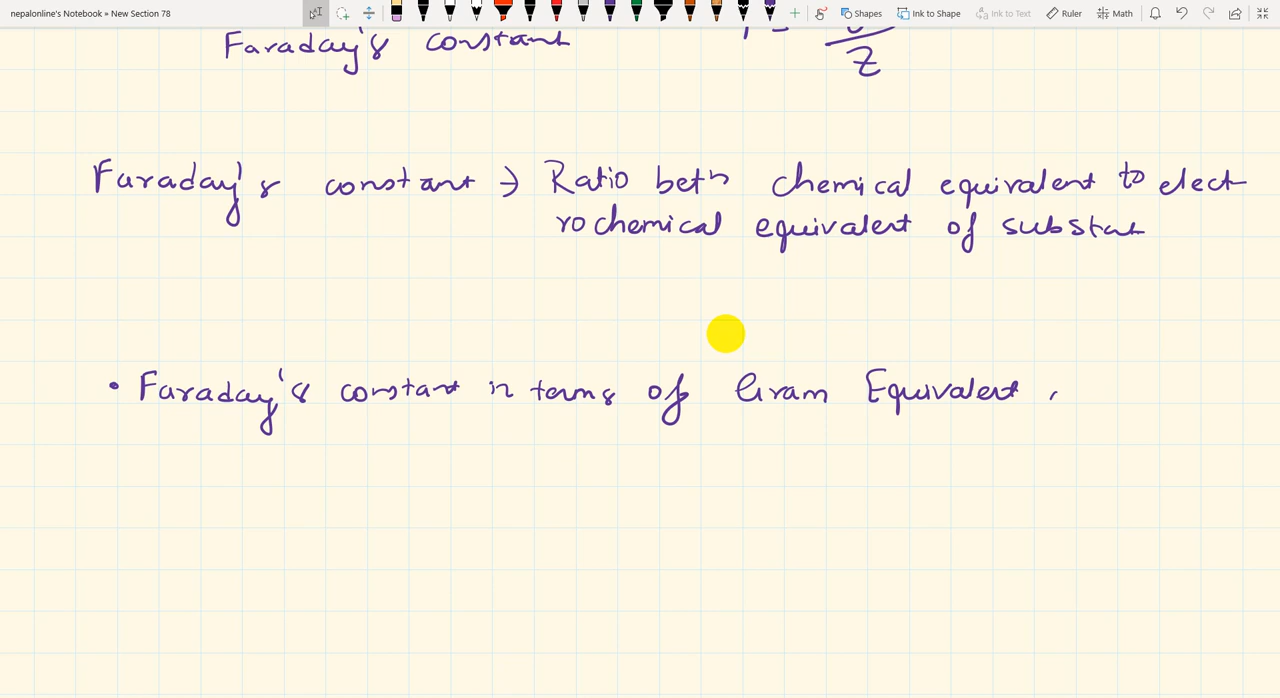 nepalonline's Notebook » New Section 78
Shapes Ink to Shape Ink to Text Ruler Math
Faraday's constant
Z
Faraday's constant → Ratio betn chemical equivalent to elect
rochemical equivalent of substan
• Faraday's constant in terms of Gram Equivalent,